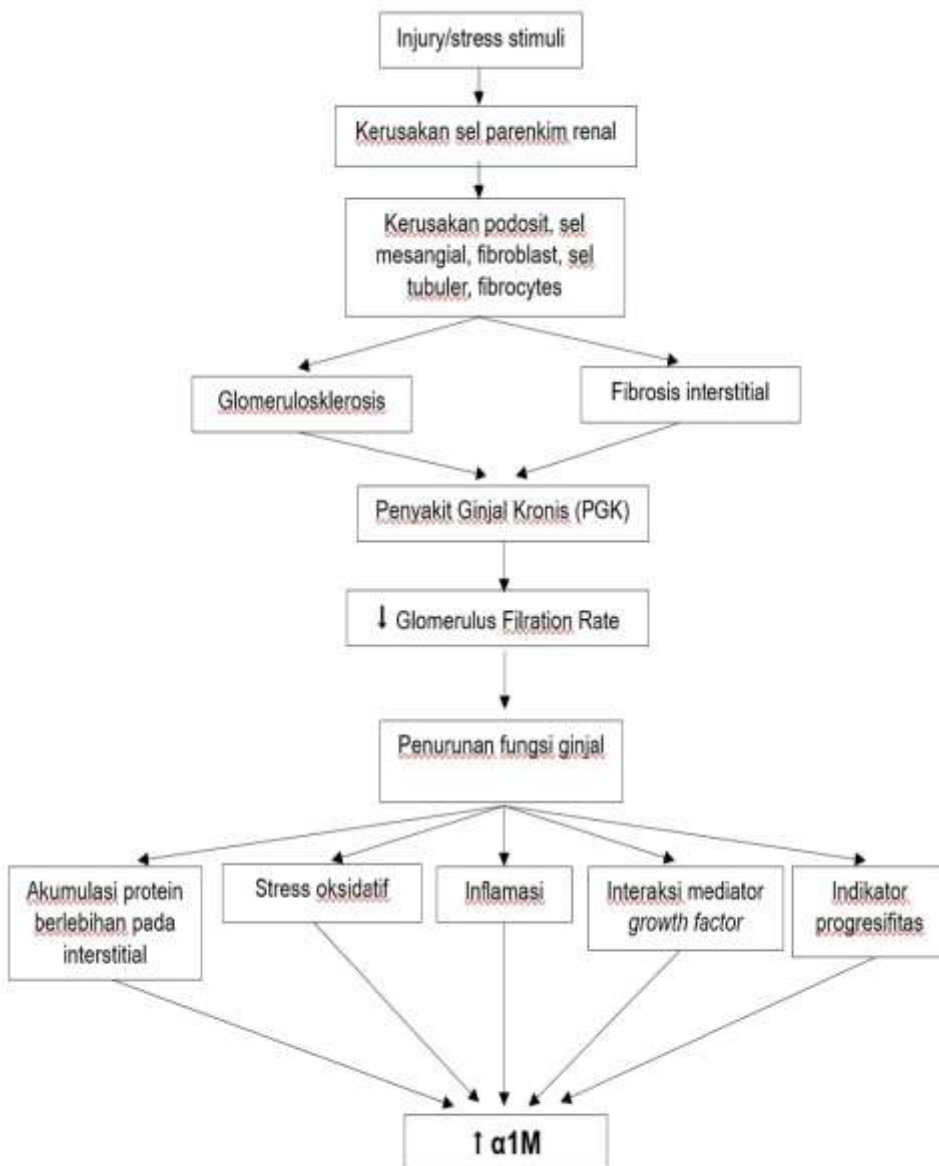 Injury/stress stimuli
Kerusakan sel parenkim renal
Kerusakan podosit, sel
mesangial, fibroblast, sel
tubuler, fibrocytes
Glomerulosklerosis
Fibrosis interstitial
Penyakit Ginjal Kronis (PGK)
↓ Glomerulus Filration Rate
Penurunan fungsi ginjal
Akumulasi protein
berlebihan pada
interstitial
Stress oksidatif
Inflamasi
Interaksi mediator
growth factor
Indikator
progresifitas
↑ α1M